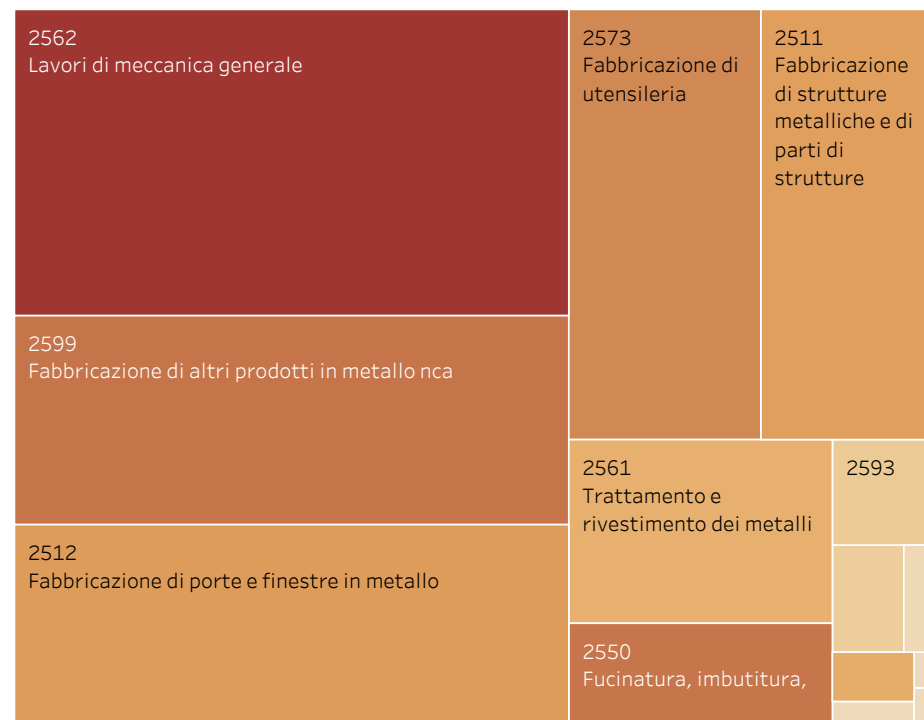 2562
Lavori di meccanica generale
2599
Fabbricazione di altri prodotti in metallo nca
2512
Fabbricazione di porte e finestre in metallo
2573
Fabbricazione di
utensileria
2511
Fabbricazione
di strutture
metalliche e di
parti di
strutture
2561
Trattamento e
rivestimento dei metalli
2593
2550
Fucinatura, imbutitura,